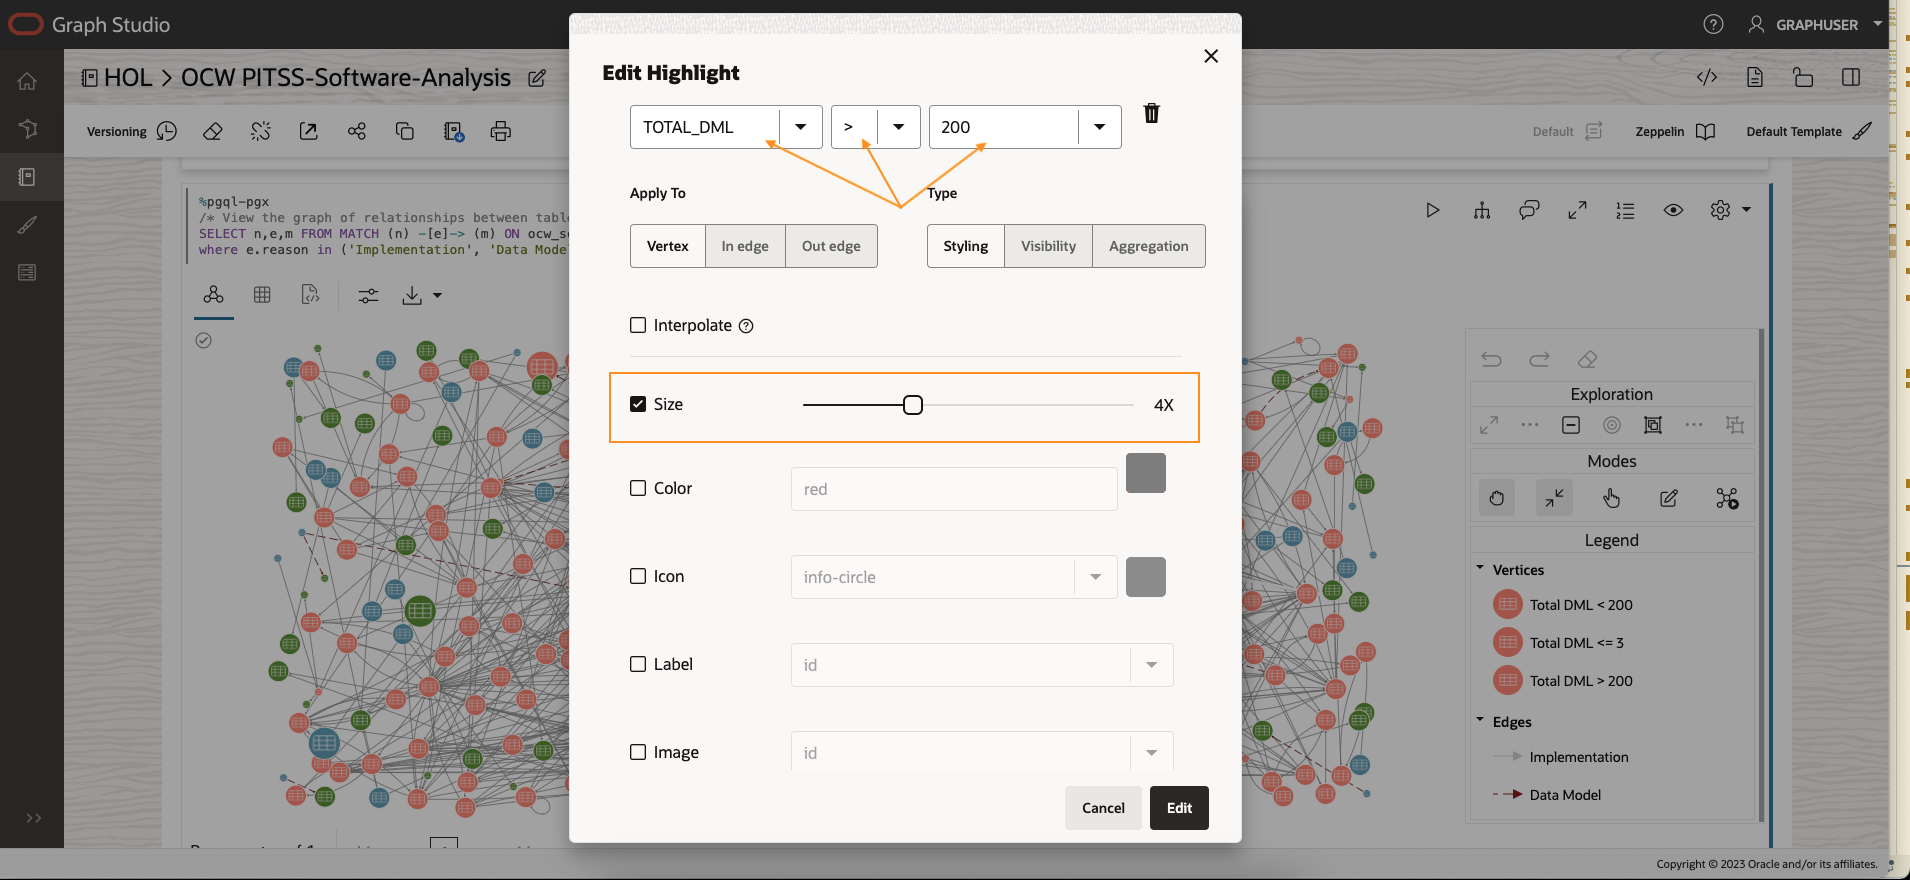 Graph Studio
GRAPHUSER
HOL > OCW PITSS-Software-Analysis
Versioning
Default
Zeppelin
Default Template
%pgql-pgx
/* View the graph of relationships between
SELECT n,e,m FROM MATCH (n) -[e]-> (m) ON
where e.reason in ('Implementation', 'Data
Edit Highlight
TOTAL_DML
>
200
Apply To
Type
Vertex
In edge
Out edge
Styling
Visibility
Aggregation
Interpolate
Size
4X
Color
red
Icon
info-circle
Label
id
Image
id
Cancel
Edit
Exploration
Modes
Legend
Vertices
Total DML < 200
Total DML <= 3
Total DML > 200
Edges
Implementation
Data Model
Copyright © 2023 Oracle and/or its affiliates.